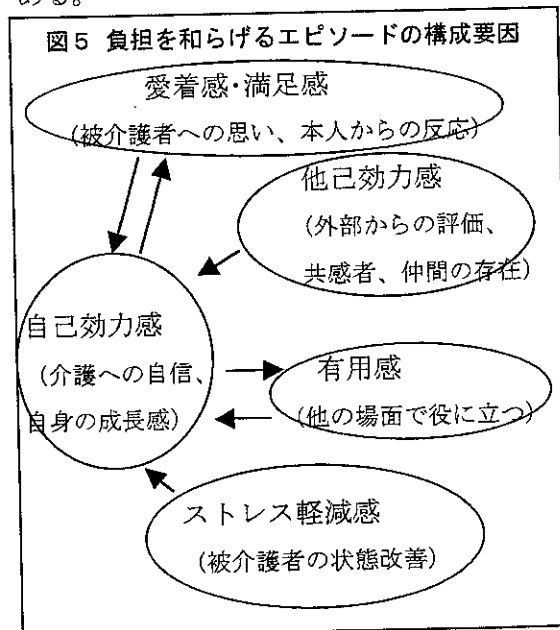 ある。
図5 負担を和らげるエピソードの構成要因
愛着感・満足感
(被介護者への思い、本人からの反応)
他己効力感
(外部からの評価、
共感者、仲間の存在)
自己効力感
(介護への自信、
自身の成長感)
有用感
(他の場面で役に立つ)
ストレス軽減感
(被介護者の状態改善)